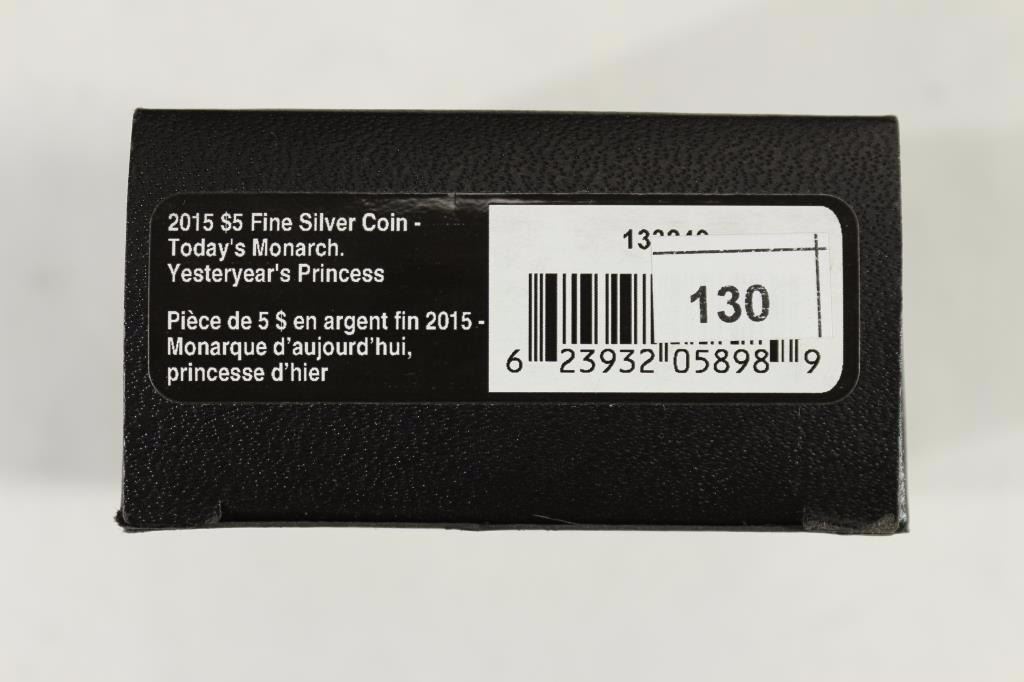 2015 $5 Fine Silver Coin -
Today's Monarch.
Yesteryear's Princess
Pièce de 5 $ en argent fin 2015 -
Monarque d'aujourd'hui,
princesse d'hier
130
6 23932 05898 9